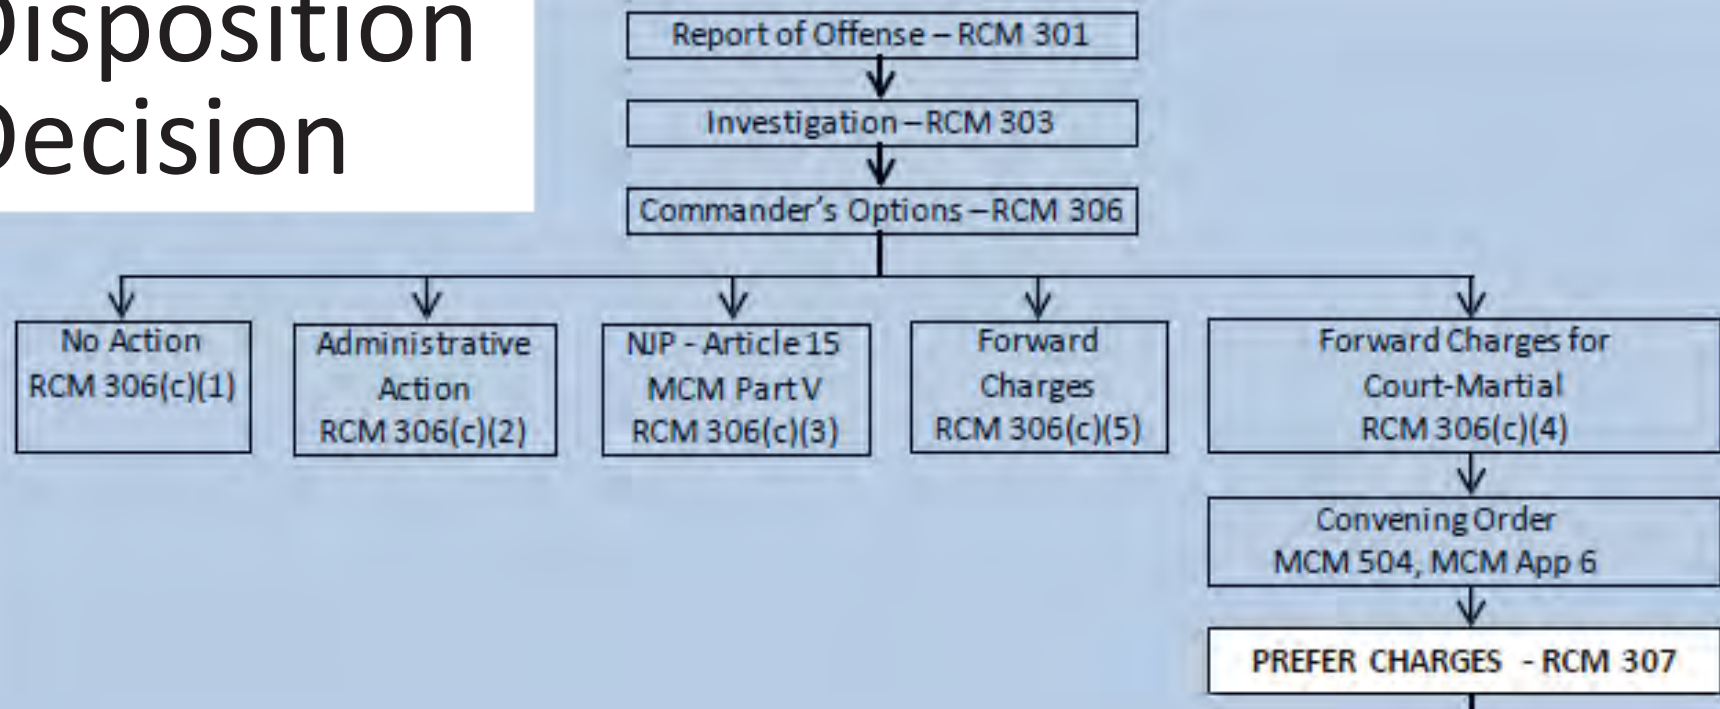 Disposition
Decision
Report of Offense – RCM 301
Investigation – RCM 303
Commander's Options – RCM 306
No Action
RCM 306(c)(1)
Administrative
Action
RCM 306(c)(2)
NJP - Article 15
MCM Part V
RCM 306(c)(3)
Forward
Charges
RCM 306(c)(5)
Forward Charges for
Court-Martial
RCM 306(c)(4)
Convening Order
MCM 504, MCM App 6
PREFER CHARGES - RCM 307